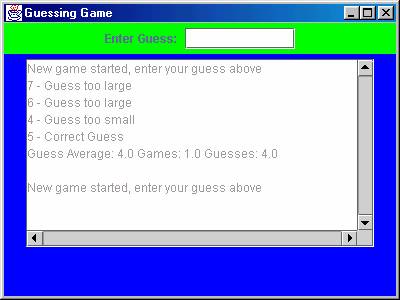 Guessing Game
Enter Guess:
New game started, enter your guess above
7 - Guess too large
6 - Guess too large
4 - Guess too small
5 - Correct Guess
Guess Average: 4.0 Games: 1.0 Guesses: 4.0
New game started, enter your guess above